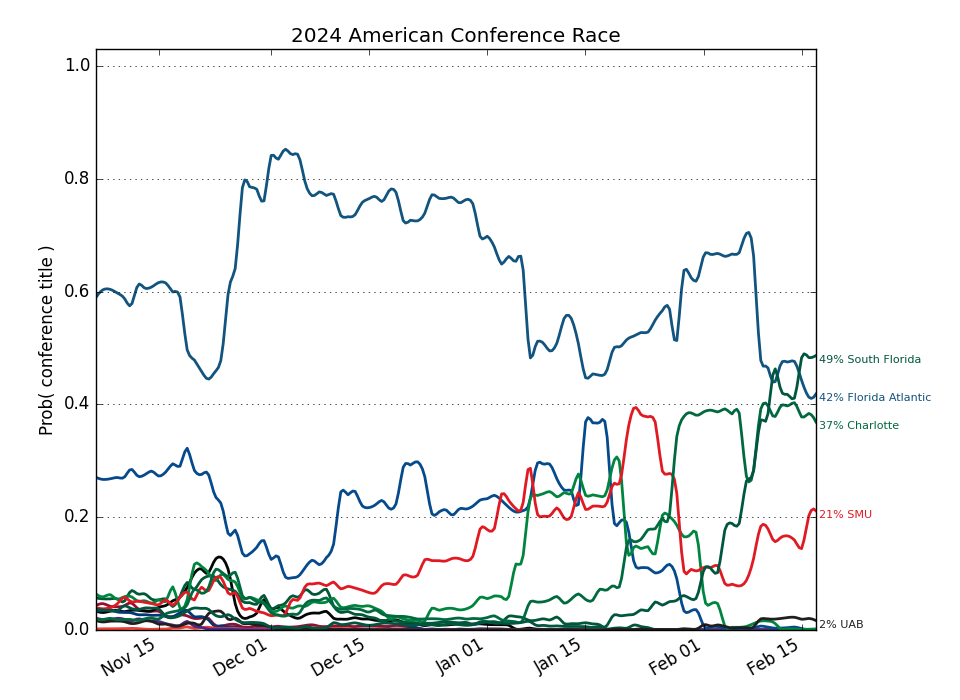 2024 American Conference Race
Prob( conference title )
1.0
0.8
0.6
0.4
0.2
0.0
49% South Florida
42% Florida Atlantic
37% Charlotte
21% SMU
2% UAB
Nov 15
Dec 01
Dec 15
Jan 01
Jan 15
Feb 01
Feb 15